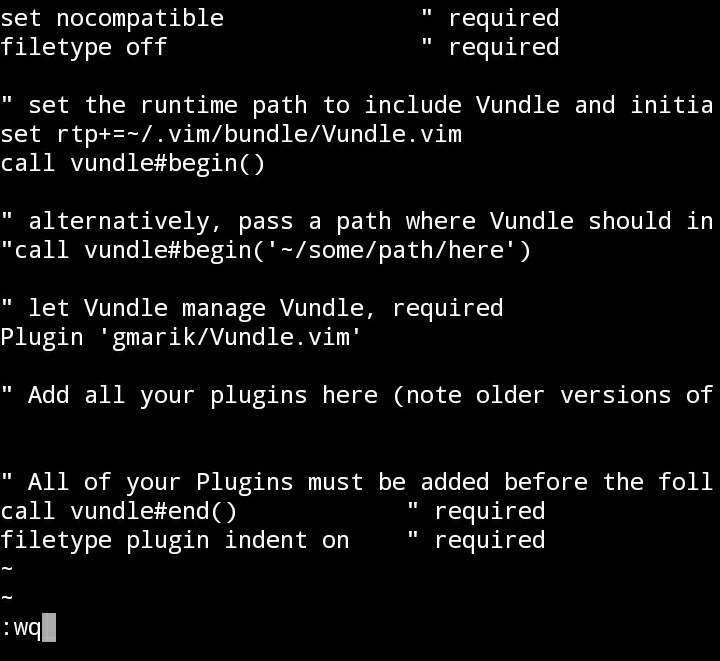 set nocompatible              " required
filetype off                  " required
" set the runtime path to include Vundle and initia
set rtp+=~/.vim/bundle/Vundle.vim
call vundle#begin()
" alternatively, pass a path where Vundle should in
"call vundle#begin('~/some/path/here')
" let Vundle manage Vundle, required
Plugin 'gmarik/Vundle.vim'
" Add all your plugins here (note older versions of
" All of your Plugins must be added before the foll
call vundle#end()            " required
filetype plugin indent on    " required
~
~
:wq